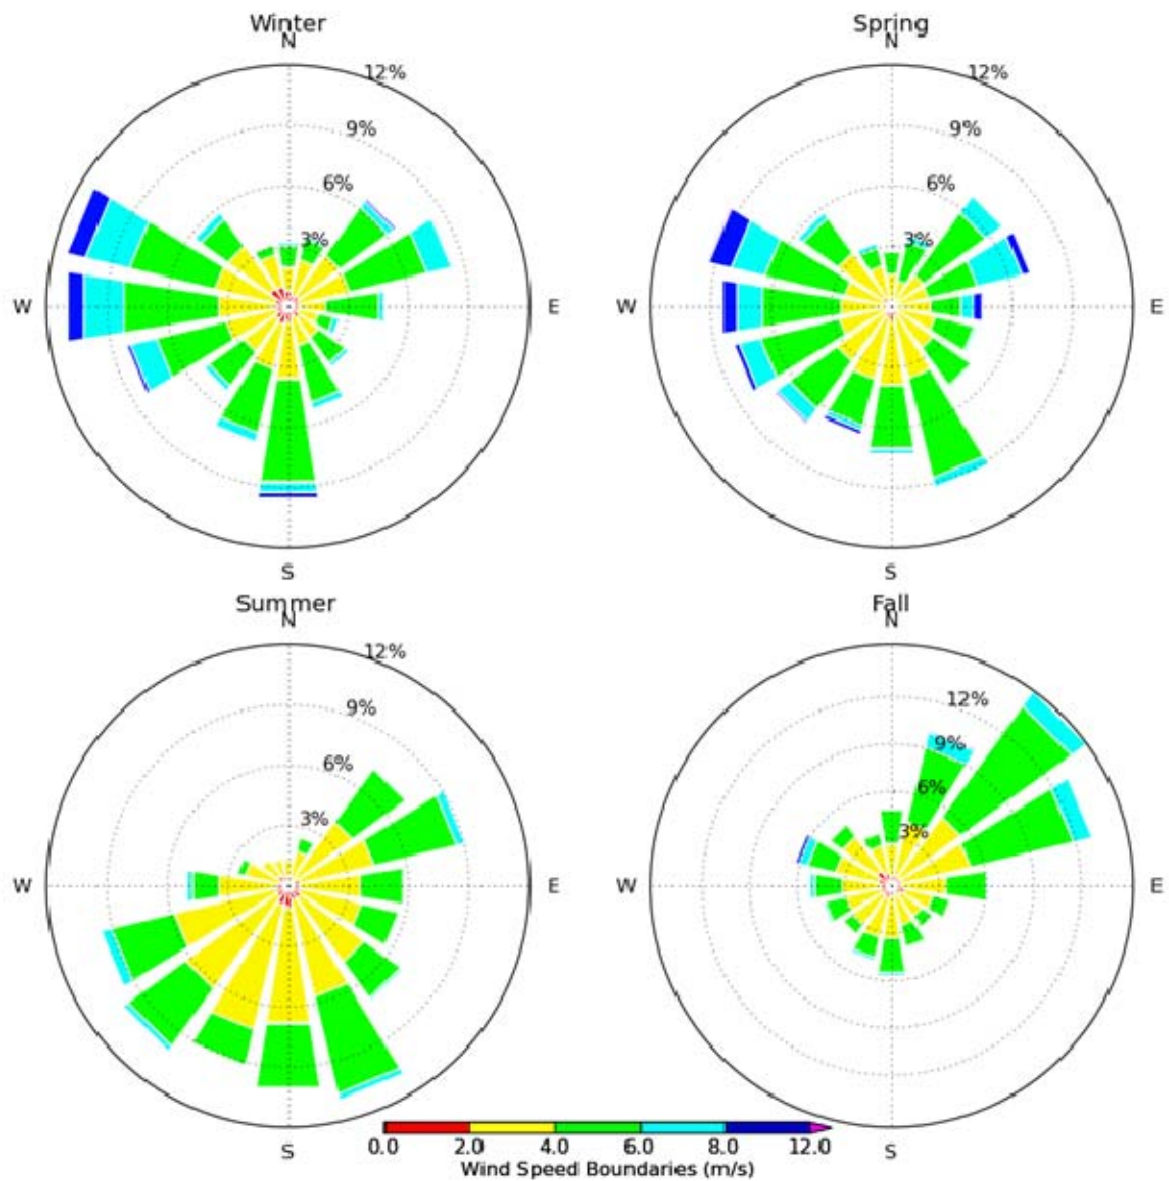 Winter
N
12%
9%
6%
3%
W
E
S
Spring
N
12%
9%
6%
3%
W
E
S
Summer
N
12%
9%
6%
3%
W
E
S
Fall
N
12%
9%
6%
3%
W
E
S
0.0 2.0 4.0 6.0 8.0 12.0
Wind Speed Boundaries (m/s)